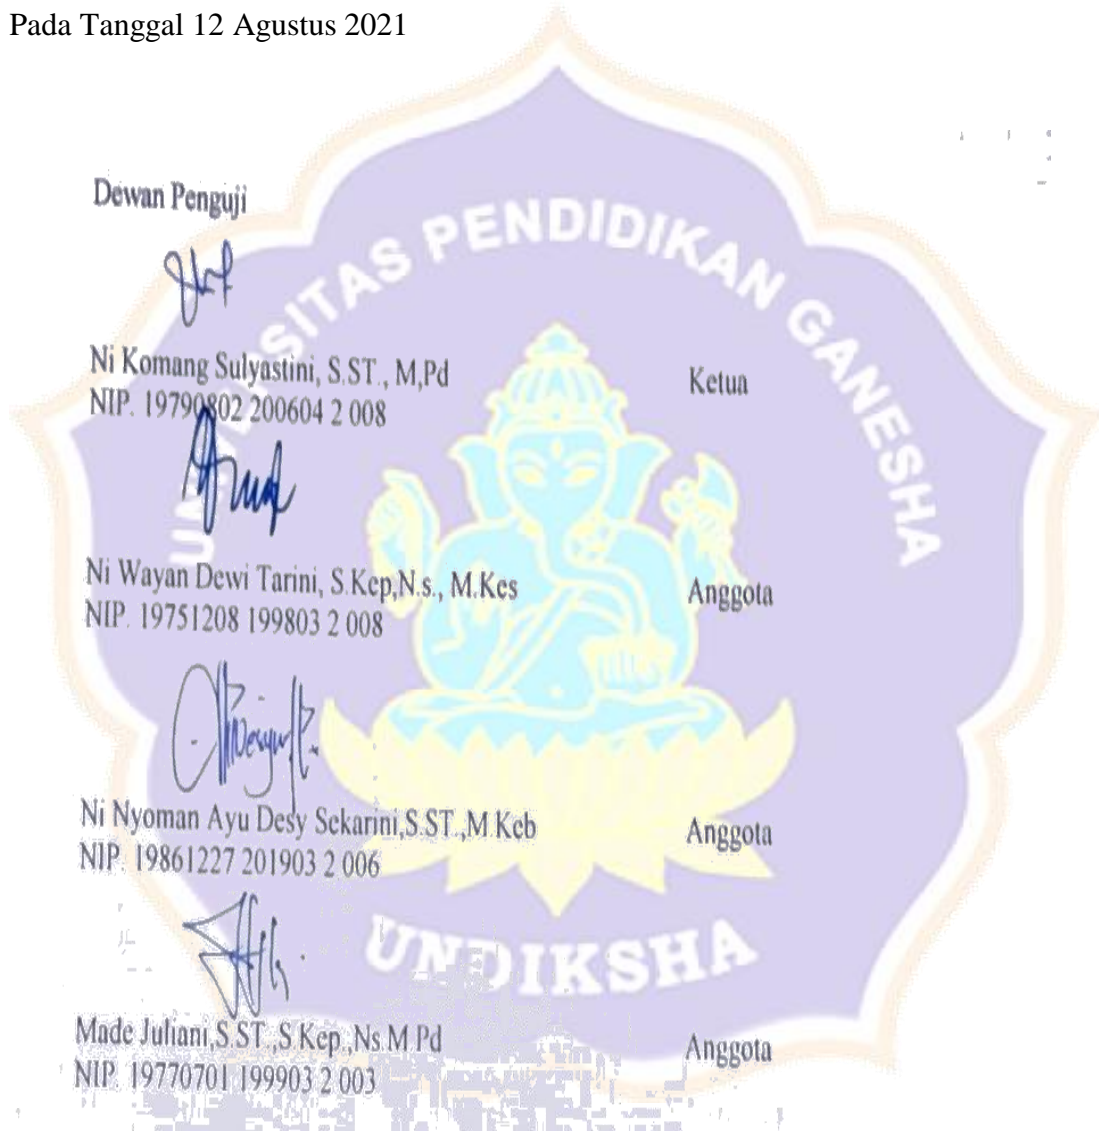 Pada Tanggal 12 Agustus 2021
Dewan Penguji
UNIVERSITAS PENDIDIKAN GANESHA
Ni Komang Sulyastini, S.ST., M,Pd
Ketua
NIP. 19790802 200604 2 008
Ni Wayan Dewi Tarini, S.Kep,N.s., M.Kes
Anggota
NIP. 19751208 199803 2 008
Ni Nyoman Ayu Desy Sekarini,S.ST.,M.Keb
Anggota
NIP. 19861227 201903 2 006
UNDIKSHA
Made Juliani,S.ST.,S.Kep.,Ns.M.Pd
Anggota
NIP. 19770701 199903 2 003